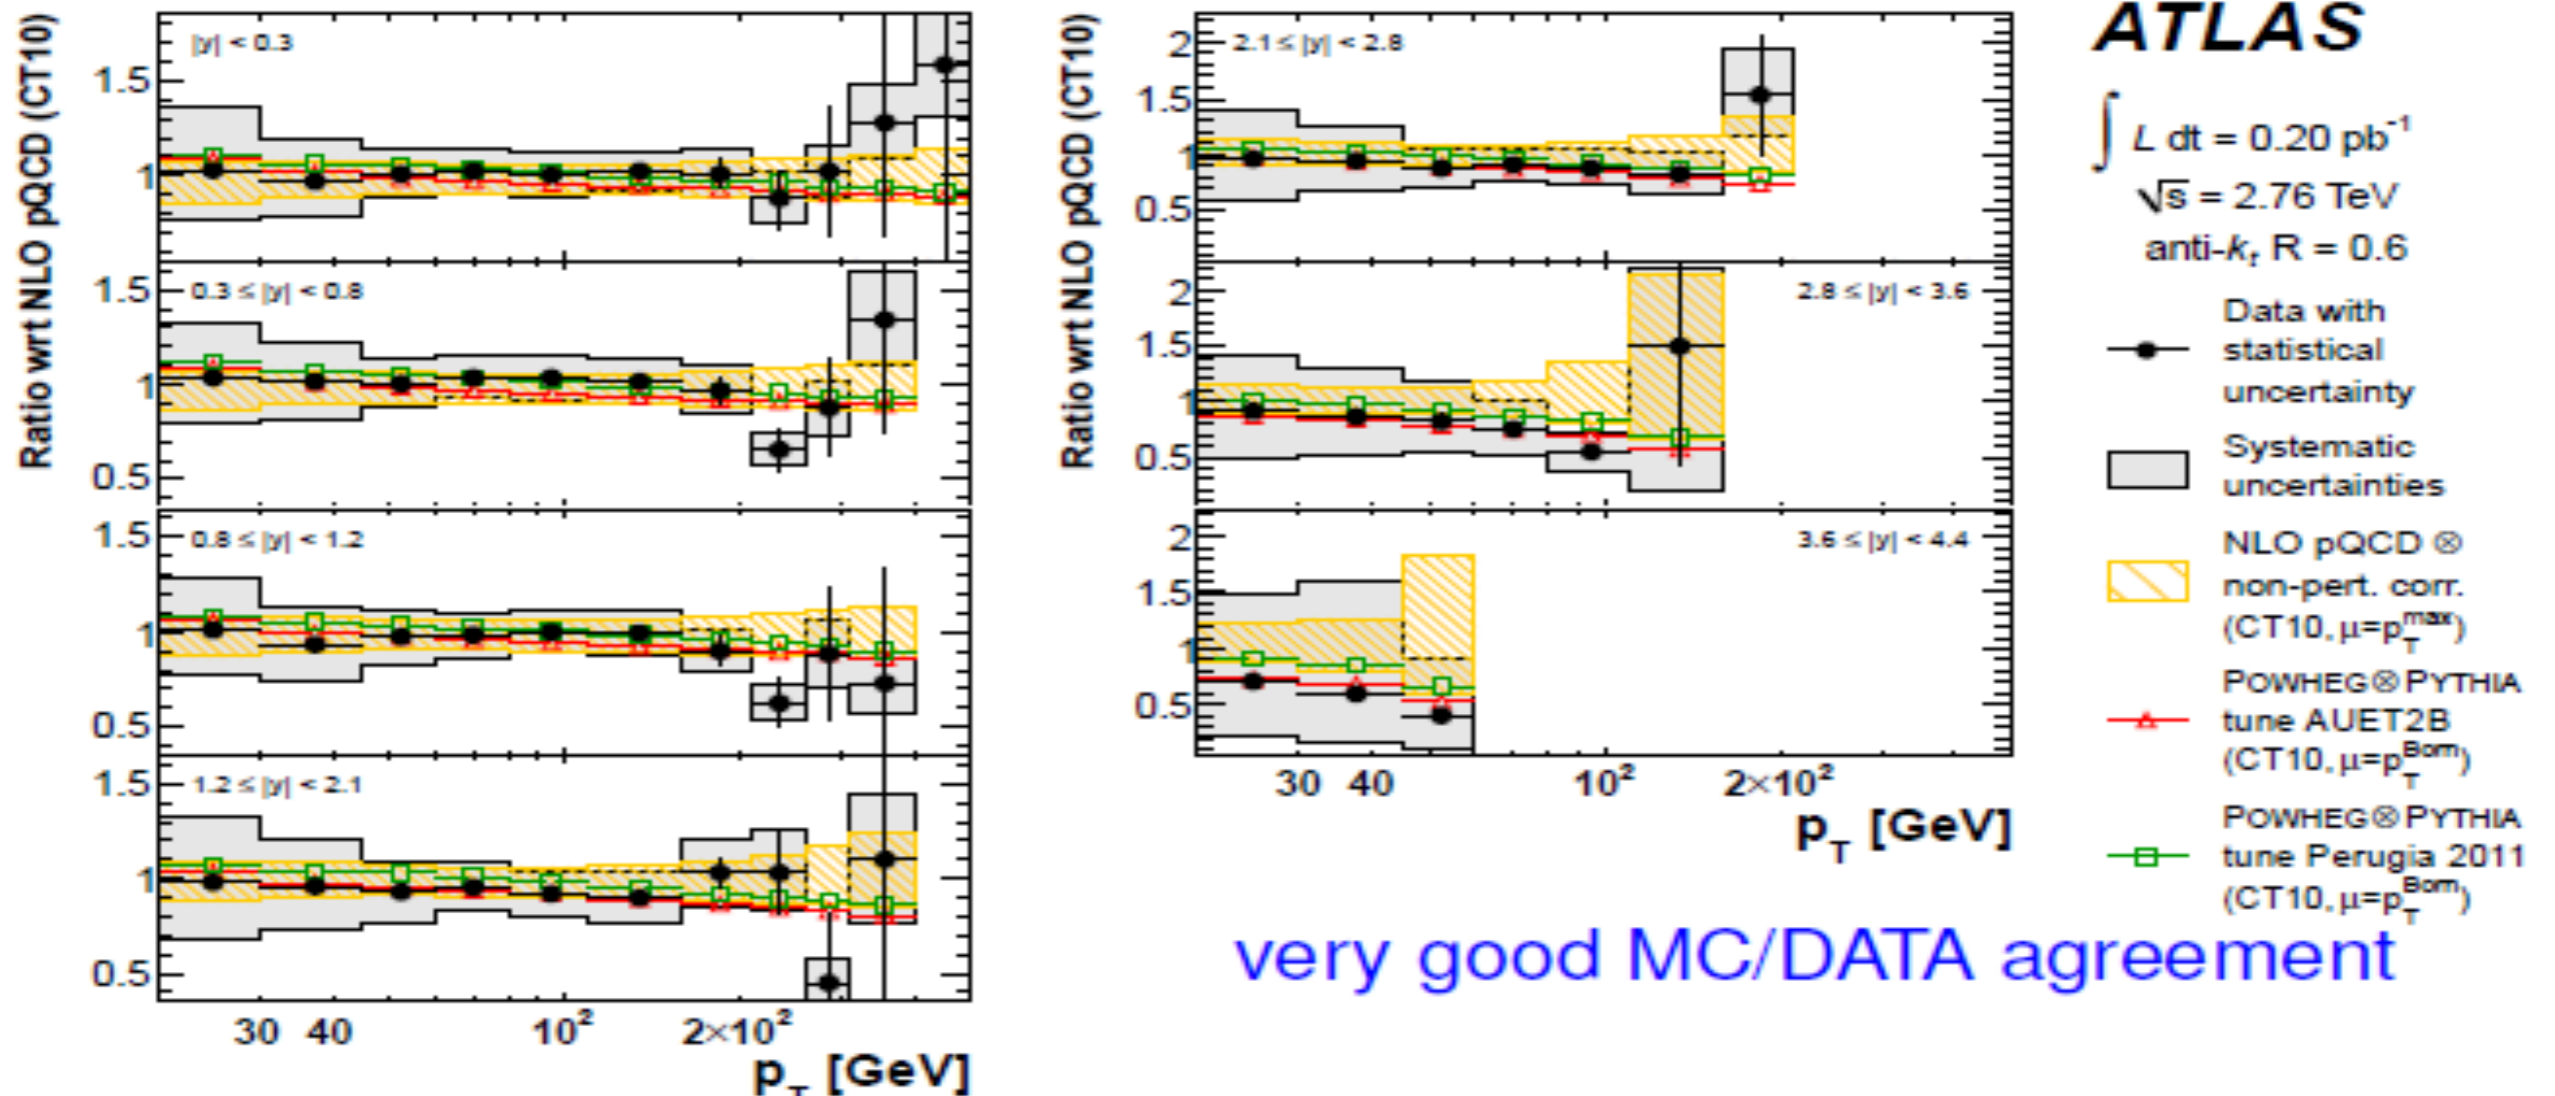 Ratio wrt NLO pQCD (CT10)
|y| < 0.3
1.5
1
0.3 ≤ |y| < 0.8
1.5
1
0.5
0.8 ≤ |y| < 1.2
1.5
1
0.5
1.2 ≤ |y| < 2.1
1.5
1
0.5
30 40 10² 2×10²
p_T [GeV]
Ratio wrt NLO pQCD (CT10)
2.1 ≤ |y| < 2.8
2
1.5
1
0.5
2.8 ≤ |y| < 3.6
2
1.5
1
0.5
3.6 ≤ |y| < 4.4
2
1.5
1
0.5
30 40 10² 2×10²
p_T [GeV]
ATLAS
∫ L dt = 0.20 pb⁻¹
√s = 2.76 TeV
anti-k_t R = 0.6
Data with
statistical
uncertainty
Systematic
uncertainties
NLO pQCD ⊗
non-pert. corr.
(CT10, μ=p_T^max)
POWHEG⊗PYTHIA
tune AUET2B
(CT10, μ=p_T^Born)
POWHEG⊗PYTHIA
tune Perugia 2011
(CT10, μ=p_T^Born)
very good MC/DATA agreement